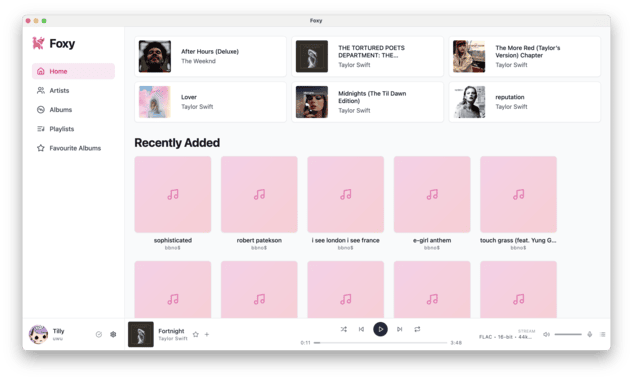 Foxy
Foxy
Home
Artists
Albums
Playlists
Favourite Albums
After Hours (Deluxe)
The Weeknd
THE TORTURED POETS
DEPARTMENT: THE...
Taylor Swift
The More Red (Taylor's
Version) Chapter
Taylor Swift
Lover
Taylor Swift
Midnights (The Til Dawn
Edition)
Taylor Swift
reputation
Taylor Swift
Recently Added
sophisticated
bbno$
robert patekson
bbno$
i see london i see france
bbno$
e-girl anthem
bbno$
touch grass (feat. Yung G...
bbno$
Tilly
Fortnight
Taylor Swift
0:11
3:48
STREAM
FLAC • 16-bit • 44k...